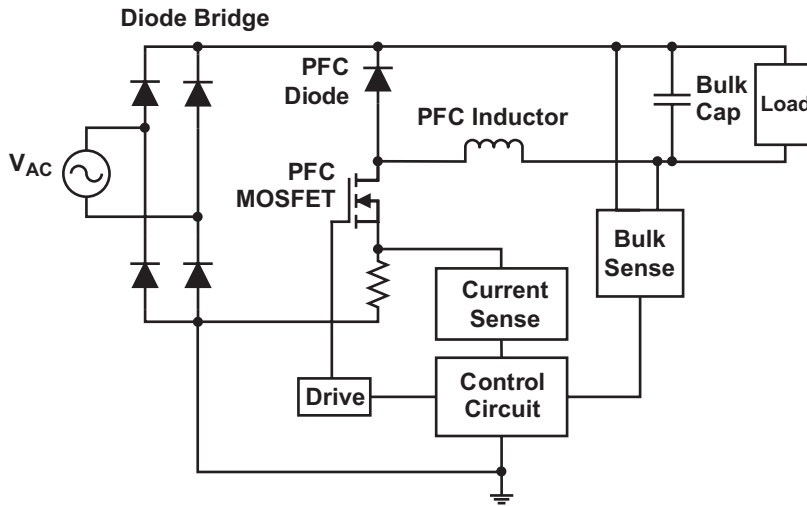 Diode Bridge
PFC
Diode
Bulk
Cap
Load
PFC Inductor
VAC
PFC
MOSFET
Bulk
Sense
Current
Sense
Drive
Control
Circuit